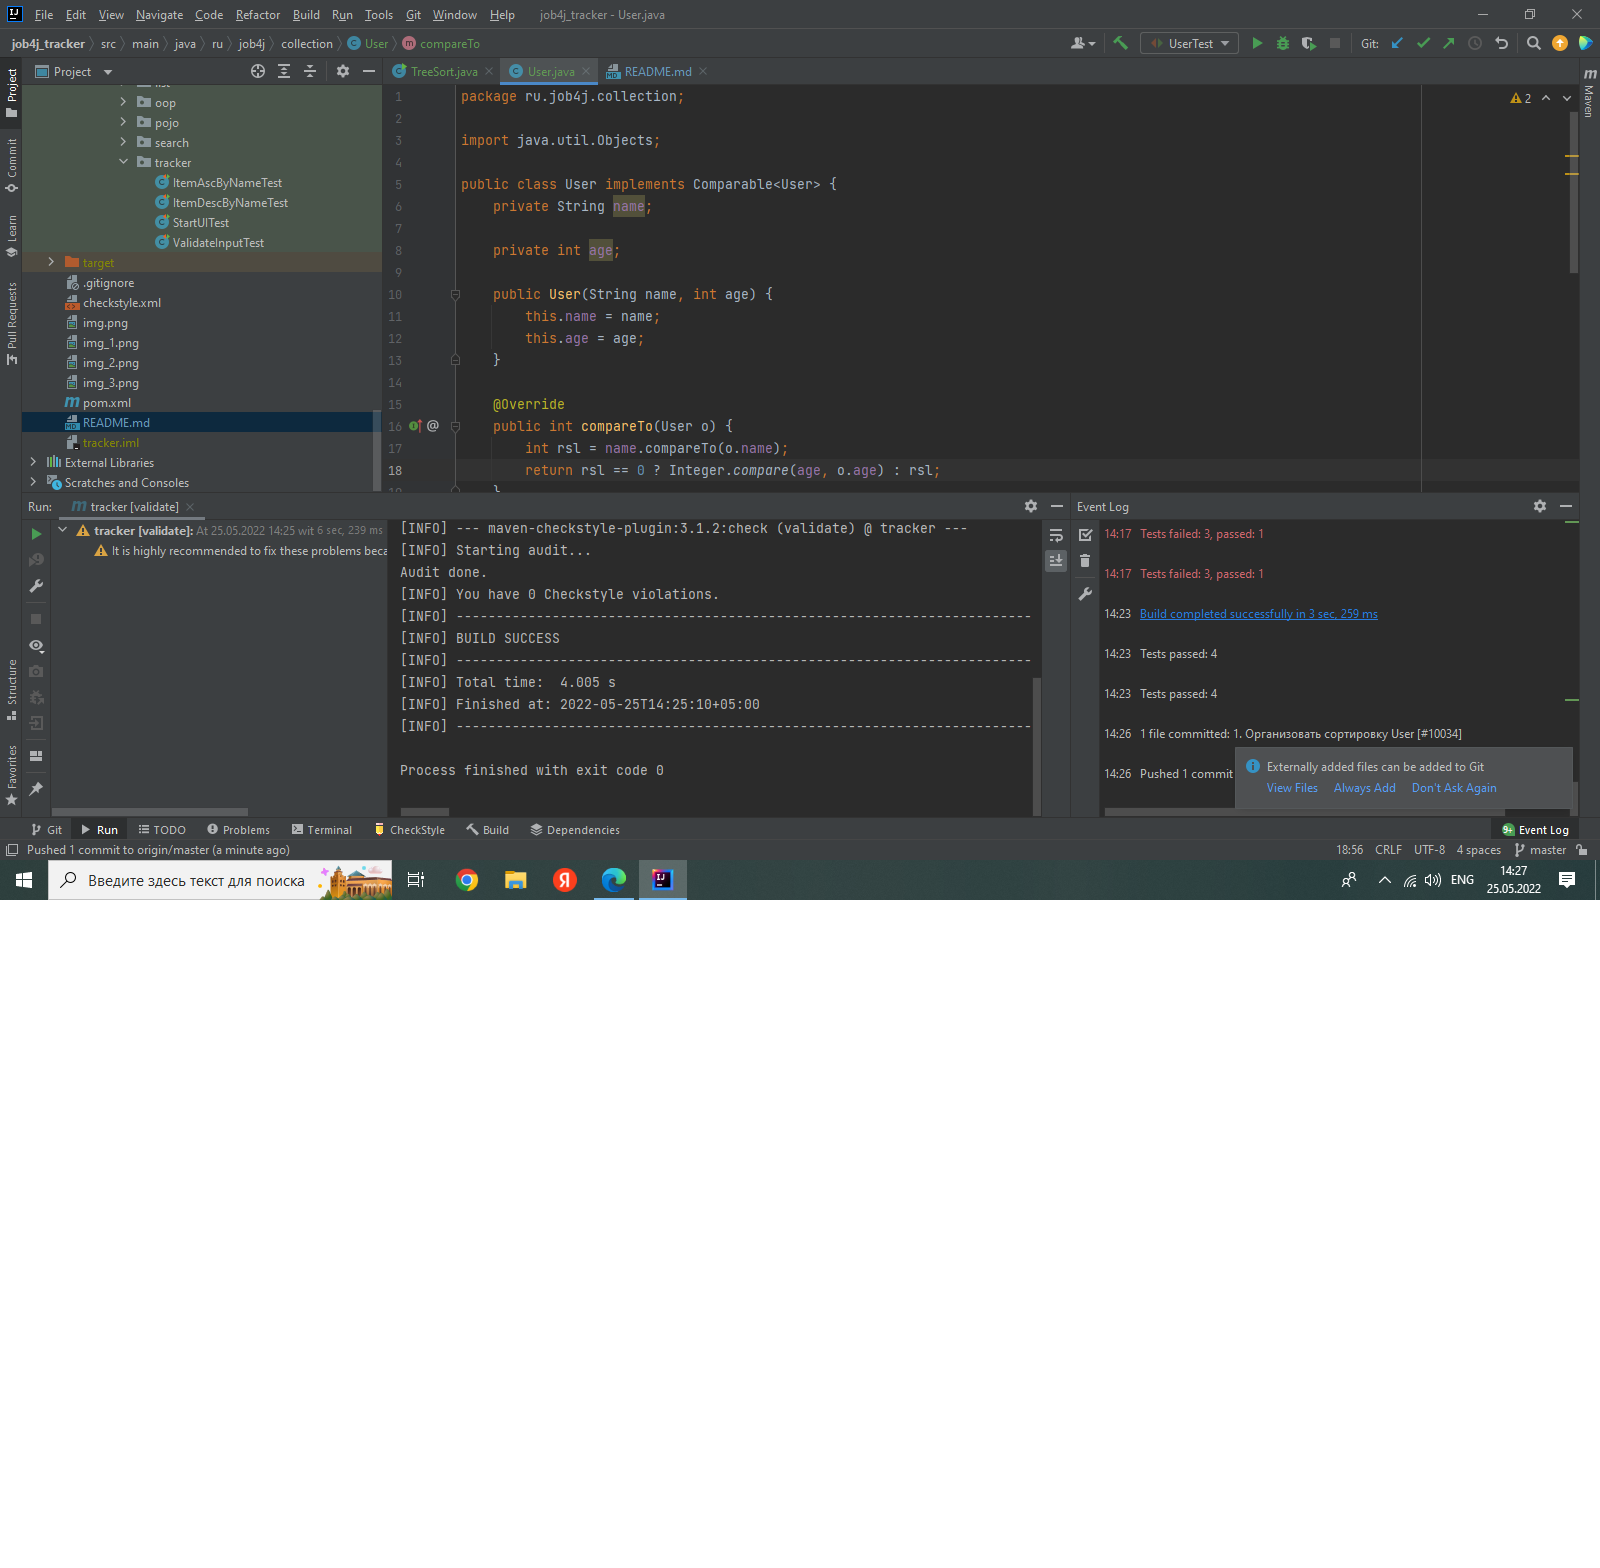 File Edit View Navigate Code Refactor Build Run Tools Git Window Help job4j_tracker - User.java
job4j_tracker src main java ru job4j collection User compareTo
UserTest Git:
Project
TreeSort.java User.java README.md
Project
Commit
Learn
Pull Requests
Structure
Favorites
Maven
oop
pojo
search
tracker
ItemAscByNameTest
ItemDescByNameTest
StartUITest
ValidateInputTest
target
.gitignore
checkstyle.xml
img.png
img_1.png
img_2.png
img_3.png
pom.xml
README.md
tracker.iml
External Libraries
Scratches and Consoles
2
1 package ru.job4j.collection;
2
3 import java.util.Objects;
4
5 public class User implements Comparable<User> {
6 private String name;
7
8 private int age;
9
10 public User(String name, int age) {
11 this.name = name;
12 this.age = age;
13 }
14
15 @Override
16 public int compareTo(User o) {
17 int rsl = name.compareTo(o.name);
18 return rsl == 0 ? Integer.compare(age, o.age) : rsl;
19 }
Run: tracker [validate]
tracker [validate]: At 25.05.2022 14:25 wit 6 sec, 239 ms
It is highly recommended to fix these problems beca
[INFO] --- maven-checkstyle-plugin:3.1.2:check (validate) @ tracker ---
[INFO] Starting audit...
Audit done.
[INFO] You have 0 Checkstyle violations.
[INFO] ------------------------------------------------------------------------
[INFO] BUILD SUCCESS
[INFO] ------------------------------------------------------------------------
[INFO] Total time:  4.005 s
[INFO] Finished at: 2022-05-25T14:25:10+05:00
[INFO] ------------------------------------------------------------------------
Process finished with exit code 0
Event Log
14:17 Tests failed: 3, passed: 1
14:17 Tests failed: 3, passed: 1
14:23 Build completed successfully in 3 sec, 259 ms
14:23 Tests passed: 4
14:23 Tests passed: 4
14:26 1 file committed: 1. Организовать сортировку User [#10034]
14:26 Pushed 1 commit
Externally added files can be added to Git
View Files Always Add Don't Ask Again
Git Run TODO Problems Terminal CheckStyle Build Dependencies 9+ Event Log
Pushed 1 commit to origin/master (a minute ago) 18:56 CRLF UTF-8 4 spaces master
Введите здесь текст для поиска
Я
ENG
14:27
25.05.2022